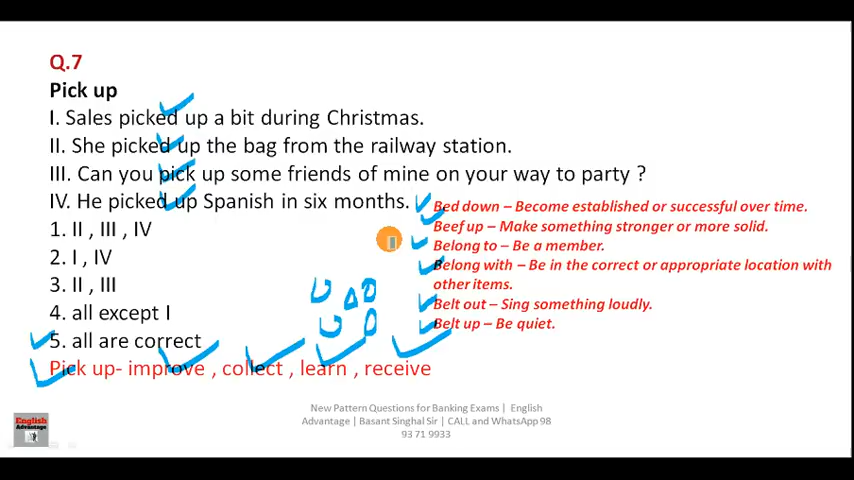 Q.7
Pick up
I. Sales picked up a bit during Christmas.
II. She picked up the bag from the railway station.
III. Can you pick up some friends of mine on your way to party ?
IV. He picked up Spanish in six months.
1. II , III , IV
2. I , IV
3. II , III
4. all except I
5. all are correct
Pick up- improve , collect , learn , receive
Bed down – Become established or successful over time.
Beef up – Make something stronger or more solid.
Belong to – Be a member.
Belong with – Be in the correct or appropriate location with
other items.
Belt out – Sing something loudly.
Belt up – Be quiet.
New Pattern Questions for Banking Exams | English
Advantage | Basant Singhal Sir | CALL and WhatsApp 98
93 71 9933
English
Advantage